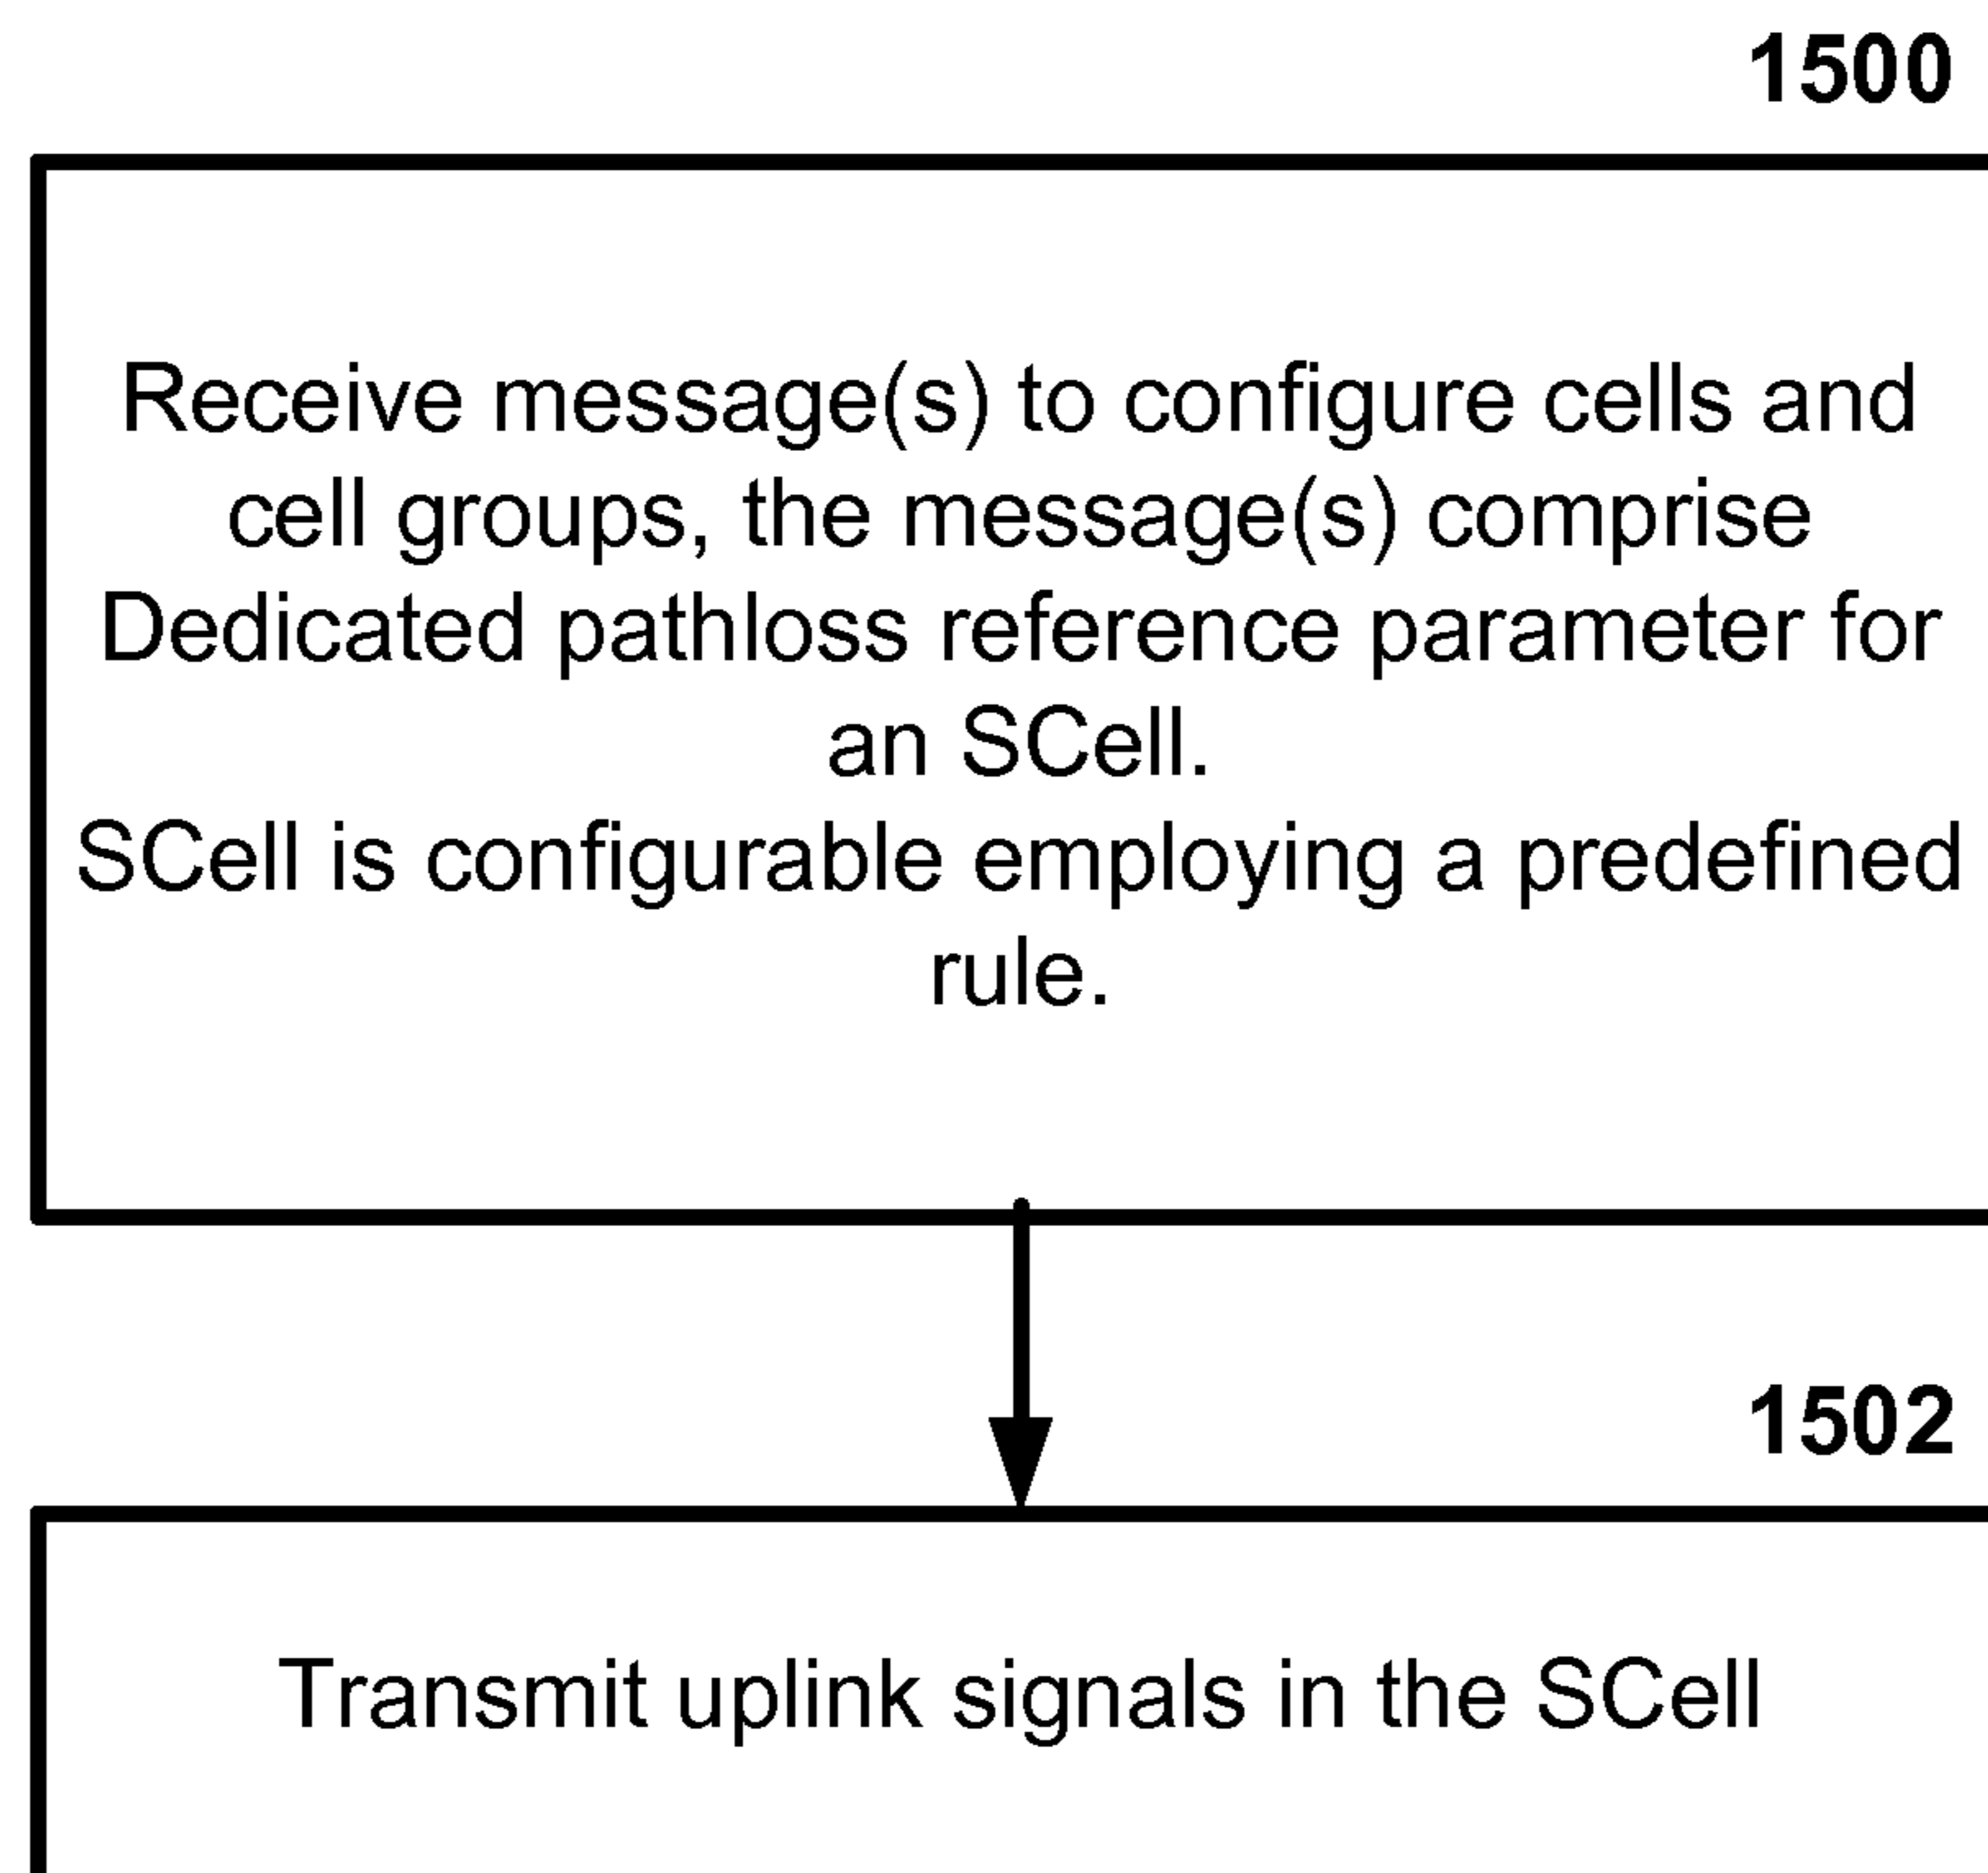 1500
Receive message(s) to configure cells and
cell groups, the message(s) comprise
Dedicated pathloss reference parameter for
an SCell.
SCell is configurable employing a predefined
rule.
1502
Transmit uplink signals in the SCell